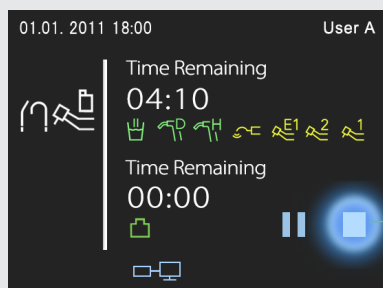 01.01. 2011 18:00 User A
Time Remaining
04:10
D H E1 2 1
Time Remaining
00:00